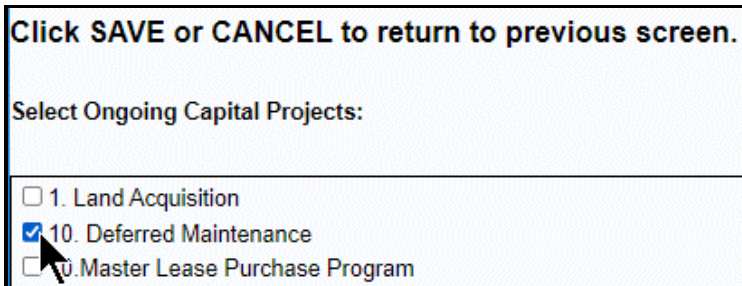 Click SAVE or CANCEL to return to previous screen.
Select Ongoing Capital Projects:
1. Land Acquisition
10. Deferred Maintenance
Master Lease Purchase Program